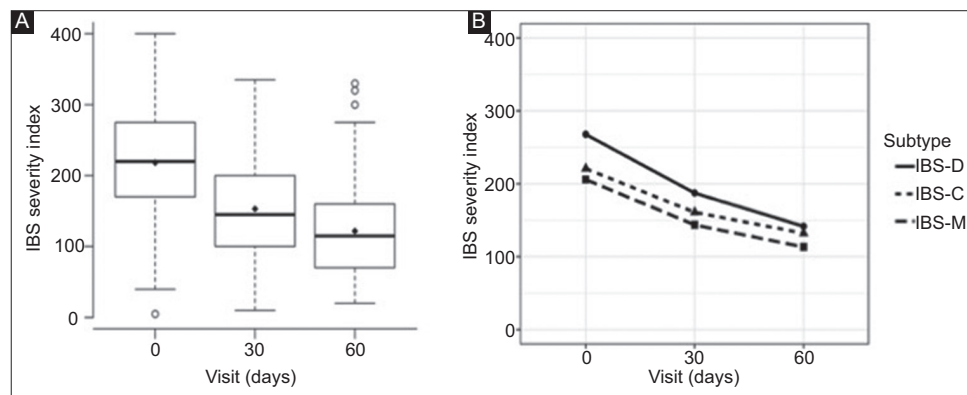 A
400
300
200
100
0
IBS severity index
0 30 60
Visit (days)
B
400
300
200
100
0
IBS severity index
0 30 60
Visit (days)
Subtype
IBS-D
IBS-C
IBS-M